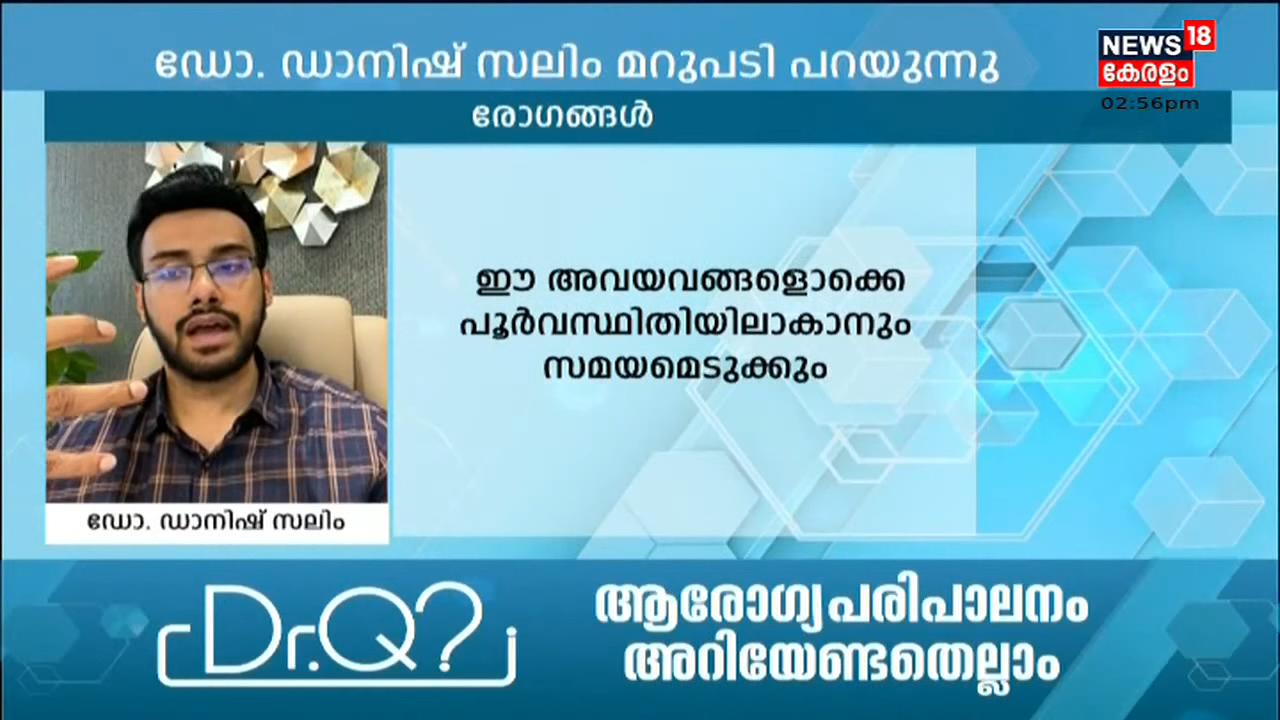 ഡോ. ഡാനിഷ് സലിം മറുപടി പറയുന്നു
NEWS 18
കേരളം
02:56pm
രോഗങ്ങൾ
ഈ അവയവങ്ങളൊക്കെ
പൂർവസ്ഥിതിയിലാകാനും
സമയമെടുക്കും
ഡോ. ഡാനിഷ് സലിം
Dr.Q?
ആരോഗ്യപരിപാലനം
അറിയേണ്ടതെല്ലാം